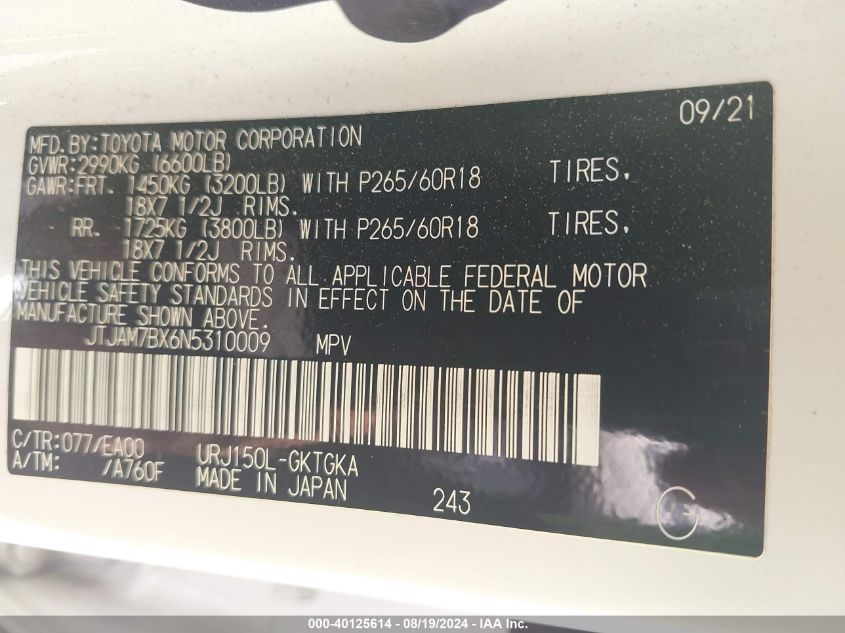 09/21
MFD.BY:TOYOTA MOTOR CORPORATION
GVWR:2990KG (6600LB)
GAWR:FRT. 1450KG (3200LB) WITH P265/60R18 TIRES,
18X7 1/2J RIMS.
RR. 1725KG (3800LB) WITH P265/60R18 TIRES,
18X7 1/2J RIMS.
THIS VEHICLE CONFORMS TO ALL APPLICABLE FEDERAL MOTOR
VEHICLE SAFETY STANDARDS IN EFFECT ON THE DATE OF
MANUFACTURE SHOWN ABOVE.
JTJAM7BX6N5310009 MPV
C/TR:077/EA00 URJ150L-GKTGKA
A/TM: /A760F MADE IN JAPAN
243 G
000-40125614 - 08/19/2024 - IAA Inc.